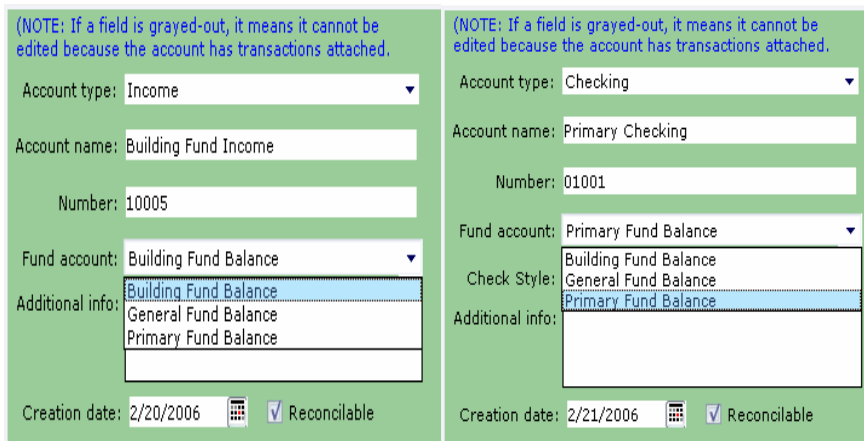 (NOTE: If a field is grayed-out, it means it cannot be
edited because the account has transactions attached.
Account type: Income
Account name: Building Fund Income
Number: 10005
Fund account: Building Fund Balance
Building Fund Balance
General Fund Balance
Primary Fund Balance
Additional info:
Creation date: 2/20/2006 Reconcilable
(NOTE: If a field is grayed-out, it means it cannot be
edited because the account has transactions attached.
Account type: Checking
Account name: Primary Checking
Number: 01001
Fund account: Primary Fund Balance
Building Fund Balance
Check Style: General Fund Balance
Primary Fund Balance
Additional info:
Creation date: 2/21/2006 Reconcilable